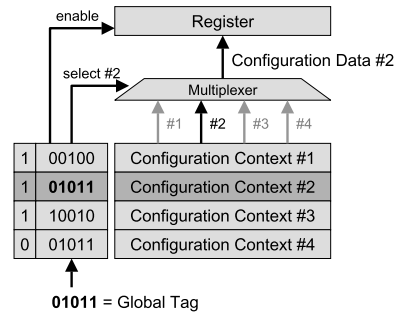 enable
Register
Configuration Data #2
select #2
Multiplexer
#1 #2 #3 #4
1 00100 Configuration Context #1
1 01011 Configuration Context #2
1 10010 Configuration Context #3
0 01011 Configuration Context #4
01011 = Global Tag